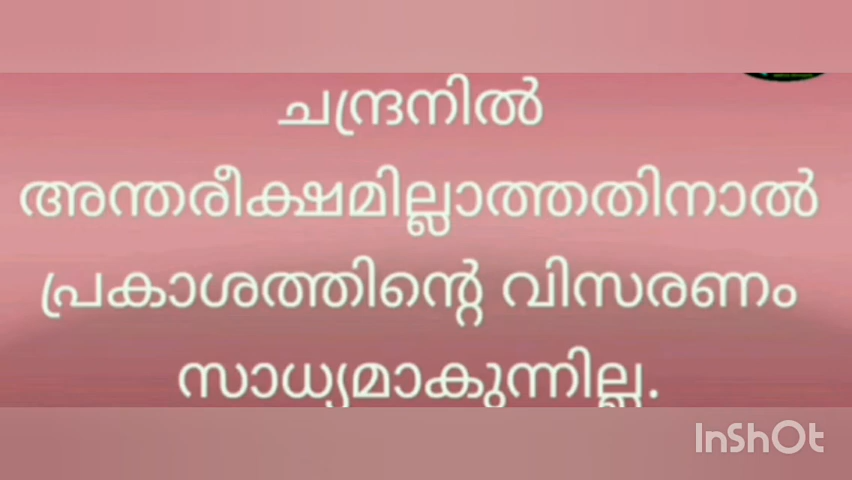 ചന്ദ്രനിൽ
അന്തരീക്ഷമില്ലാത്തതിനാൽ
പ്രകാശത്തിന്റെ വിസരണം
സാധ്യമാകുന്നില്ല.
InShOt